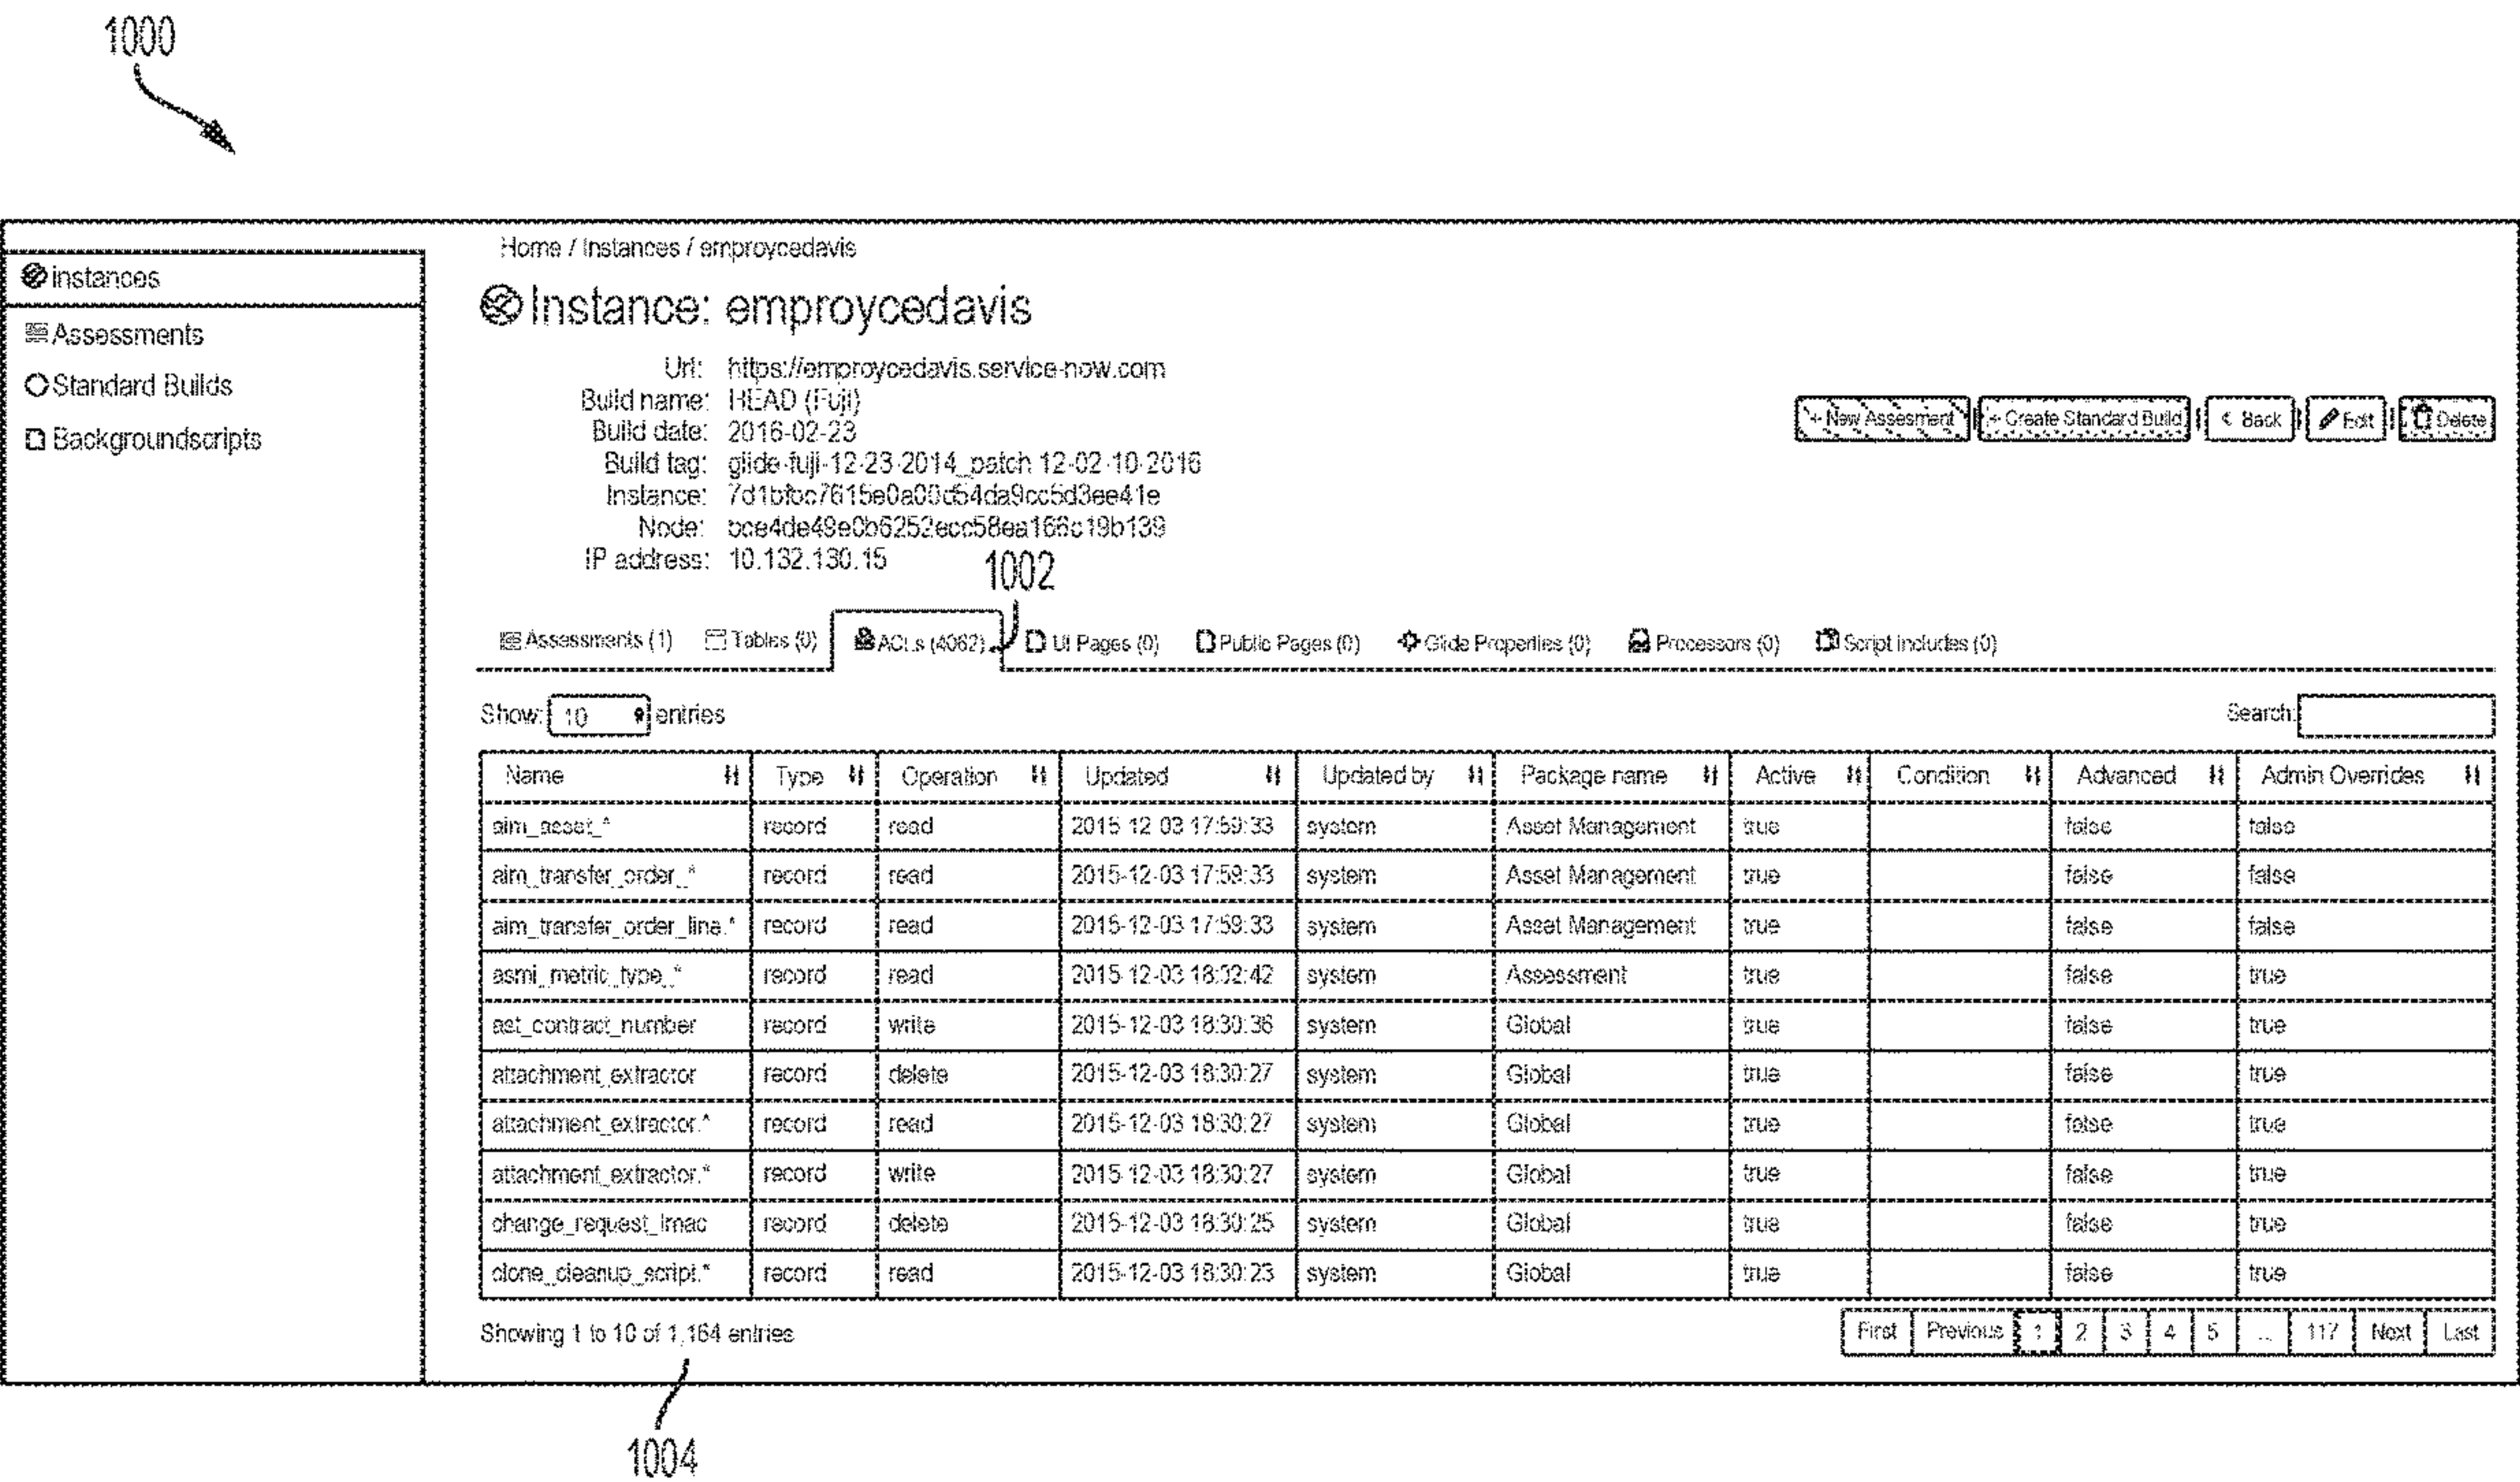 1000
Home / Instances / emproycedavis
instances
Instance: emproycedavis
Assessments
Standard Builds
Backgroundscripts
Url: https://emproycedavis.service-now.com
Build name: HEAD (Fuji)
Build date: 2016-02-23
Build tag: glide-fuji-12-23-2014_patch 12-02-10-2016
Instance:
Node:
IP address: 10.132.130.15
+ New Assesment + Create Standard Build < Back Edit Delete
1002
Assessments (1) Tables (0) ACLs (4062) UI Pages (0) Public Pages (0) Glide Properties (0) Processors (0) Script includes (0)
Show: 10 entries Search:
Name Type Operation Updated Updated by Package name Active Condition Advanced Admin Overrides
aim_asset_* record read 2015-12-03 17:59:33 system Asset Management true false false
aim_transfer_order_* record read 2015-12-03 17:59:33 system Asset Management true false false
aim_transfer_order_line.* record read 2015-12-03 17:59:33 system Asset Management true false false
asmi_metric_type_* record read 2015-12-03 18:32:42 system Assessment true false true
ast_contract_number record write 2015-12-03 18:30:36 system Global true false true
attachment_extractor record delete 2015-12-03 18:30:27 system Global true false true
attachment_extractor.* record read 2015-12-03 18:30:27 system Global true false true
attachment_extractor.* record write 2015-12-03 18:30:27 system Global true false true
change_request_imac record delete 2015-12-03 18:30:25 system Global true false true
clone_cleanup_script.* record read 2015-12-03 18:30:23 system Global true false true
Showing 1 to 10 of 1,164 entries First Previous 1 2 3 4 5 ... 117 Next Last
1004